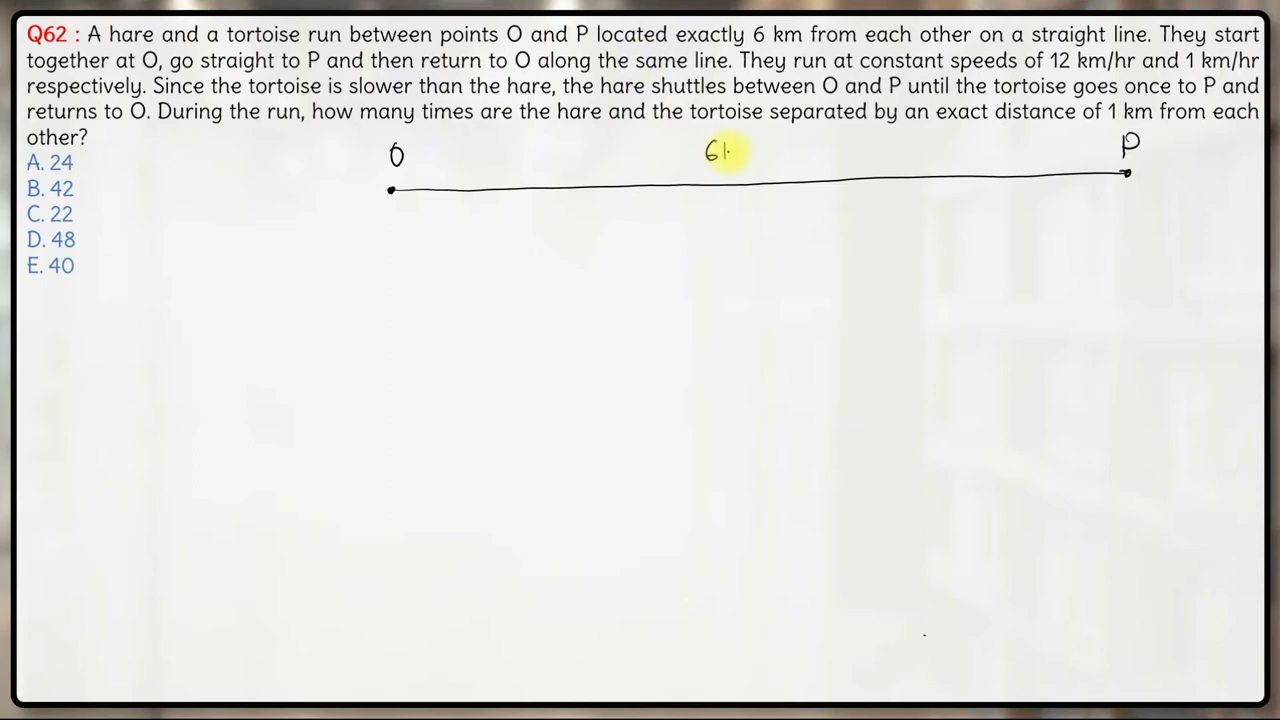 Q62 : A hare and a tortoise run between points O and P located exactly 6 km from each other on a straight line. They start
together at O, go straight to P and then return to O along the same line. They run at constant speeds of 12 km/hr and 1 km/hr
respectively. Since the tortoise is slower than the hare, the hare shuttles between O and P until the tortoise goes once to P and
returns to O. During the run, how many times are the hare and the tortoise separated by an exact distance of 1 km from each
other?
A. 24
B. 42
C. 22
D. 48
E. 40
O 6 P